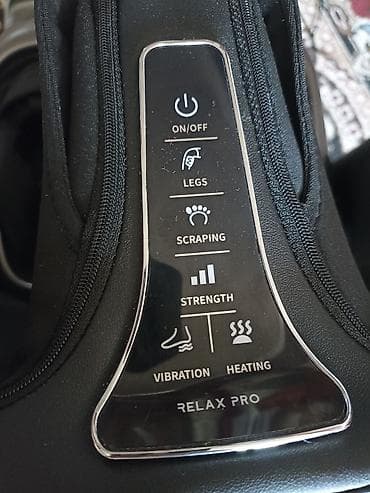 ON/OFF
LEGS
SCRAPING
STRENGTH
VIBRATION HEATING
RELAX PRO